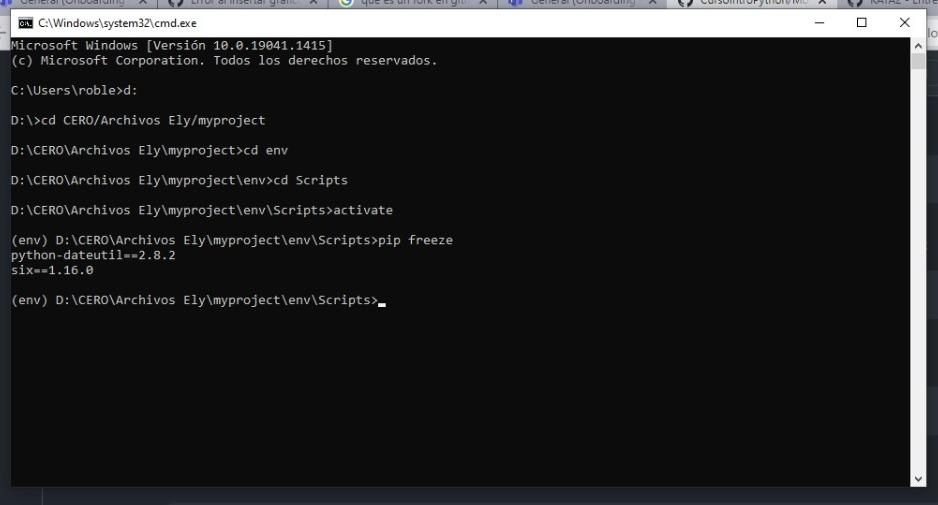 General (Onboarding
Error al insertar gráfic
que es un fork en gith
General (Onboarding
CursoIntroPython/Mo
KATA2 - Entre
C:\Windows\system32\cmd.exe
Microsoft Windows [Versión 10.0.19041.1415]
(c) Microsoft Corporation. Todos los derechos reservados.
C:\Users\roble>d:
D:\>cd CERO/Archivos Ely/myproject
D:\CERO\Archivos Ely\myproject>cd env
D:\CERO\Archivos Ely\myproject\env>cd Scripts
D:\CERO\Archivos Ely\myproject\env\Scripts>activate
(env) D:\CERO\Archivos Ely\myproject\env\Scripts>pip freeze
python-dateutil==2.8.2
six==1.16.0
(env) D:\CERO\Archivos Ely\myproject\env\Scripts>